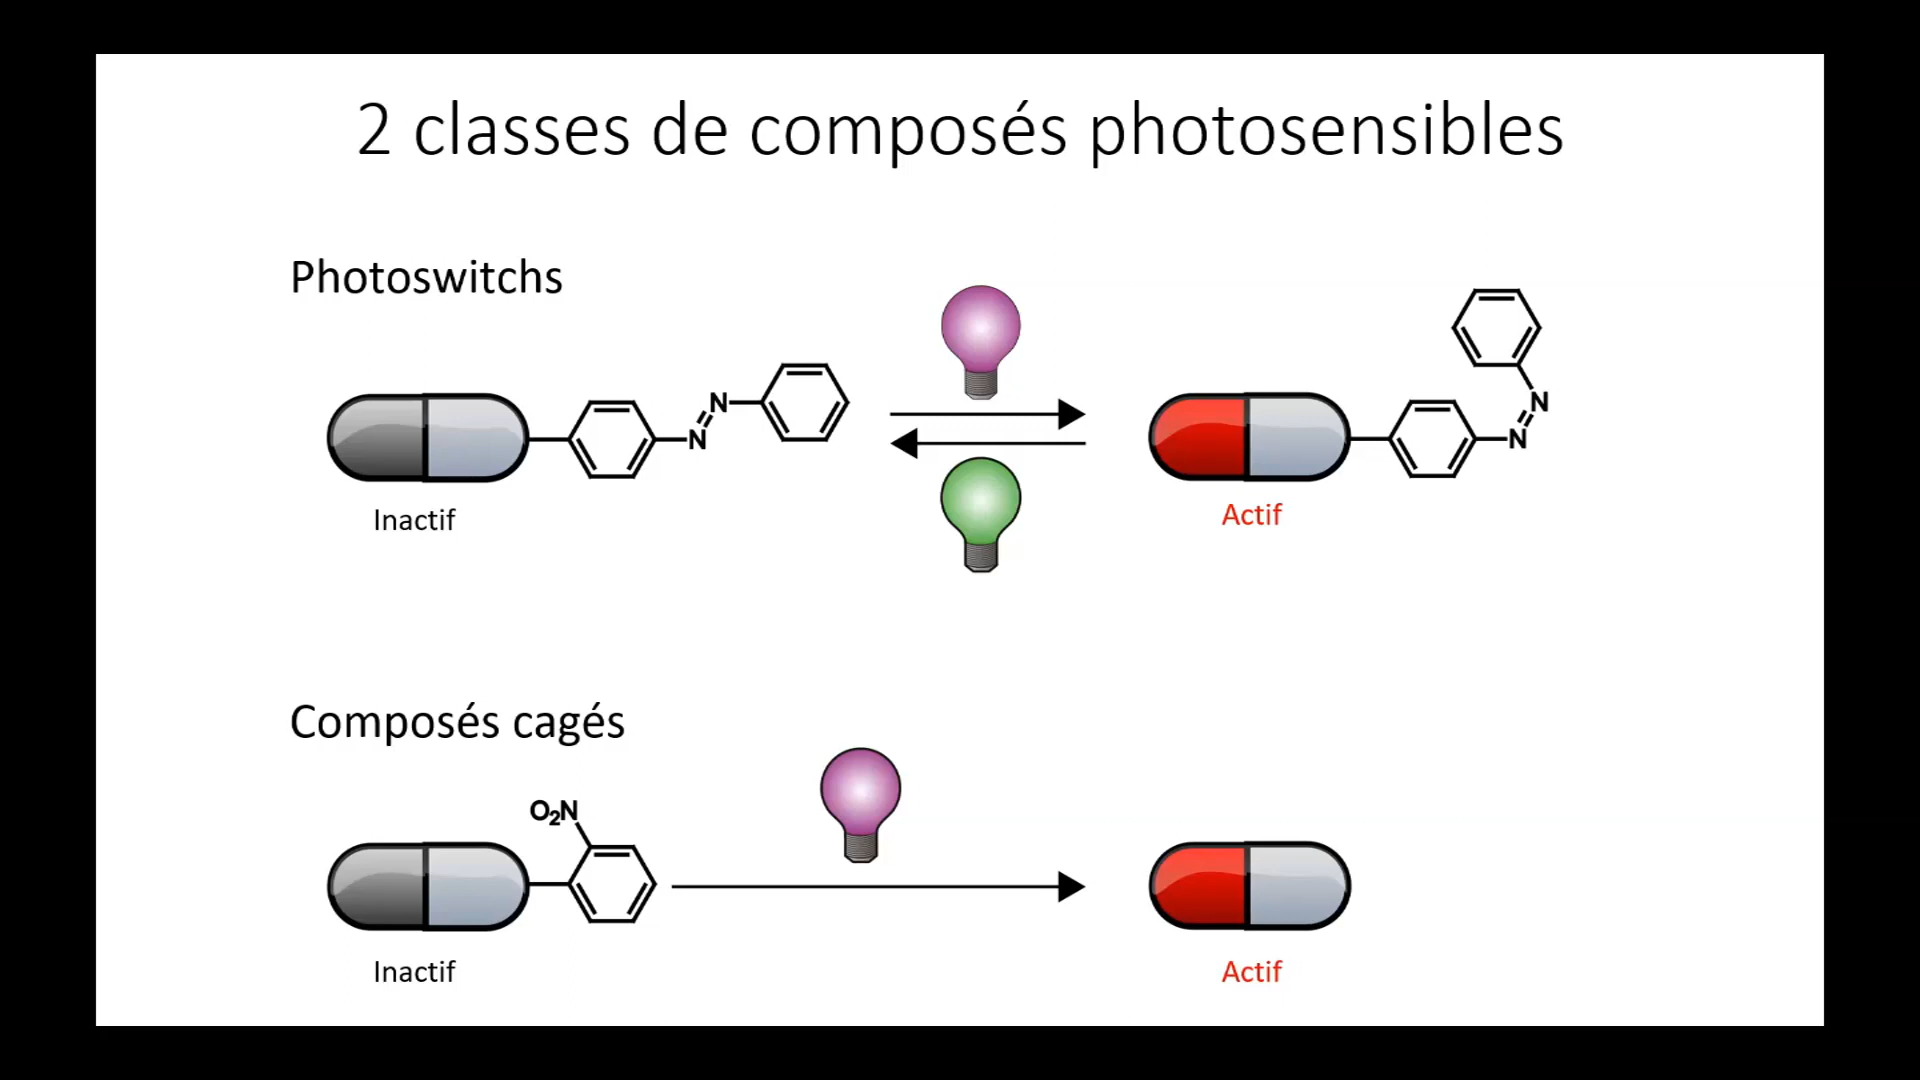 2 classes de composés photosensibles
Photoswitchs
N
N
N
N
Inactif
Actif
Composés cagés
O₂N
Inactif
Actif